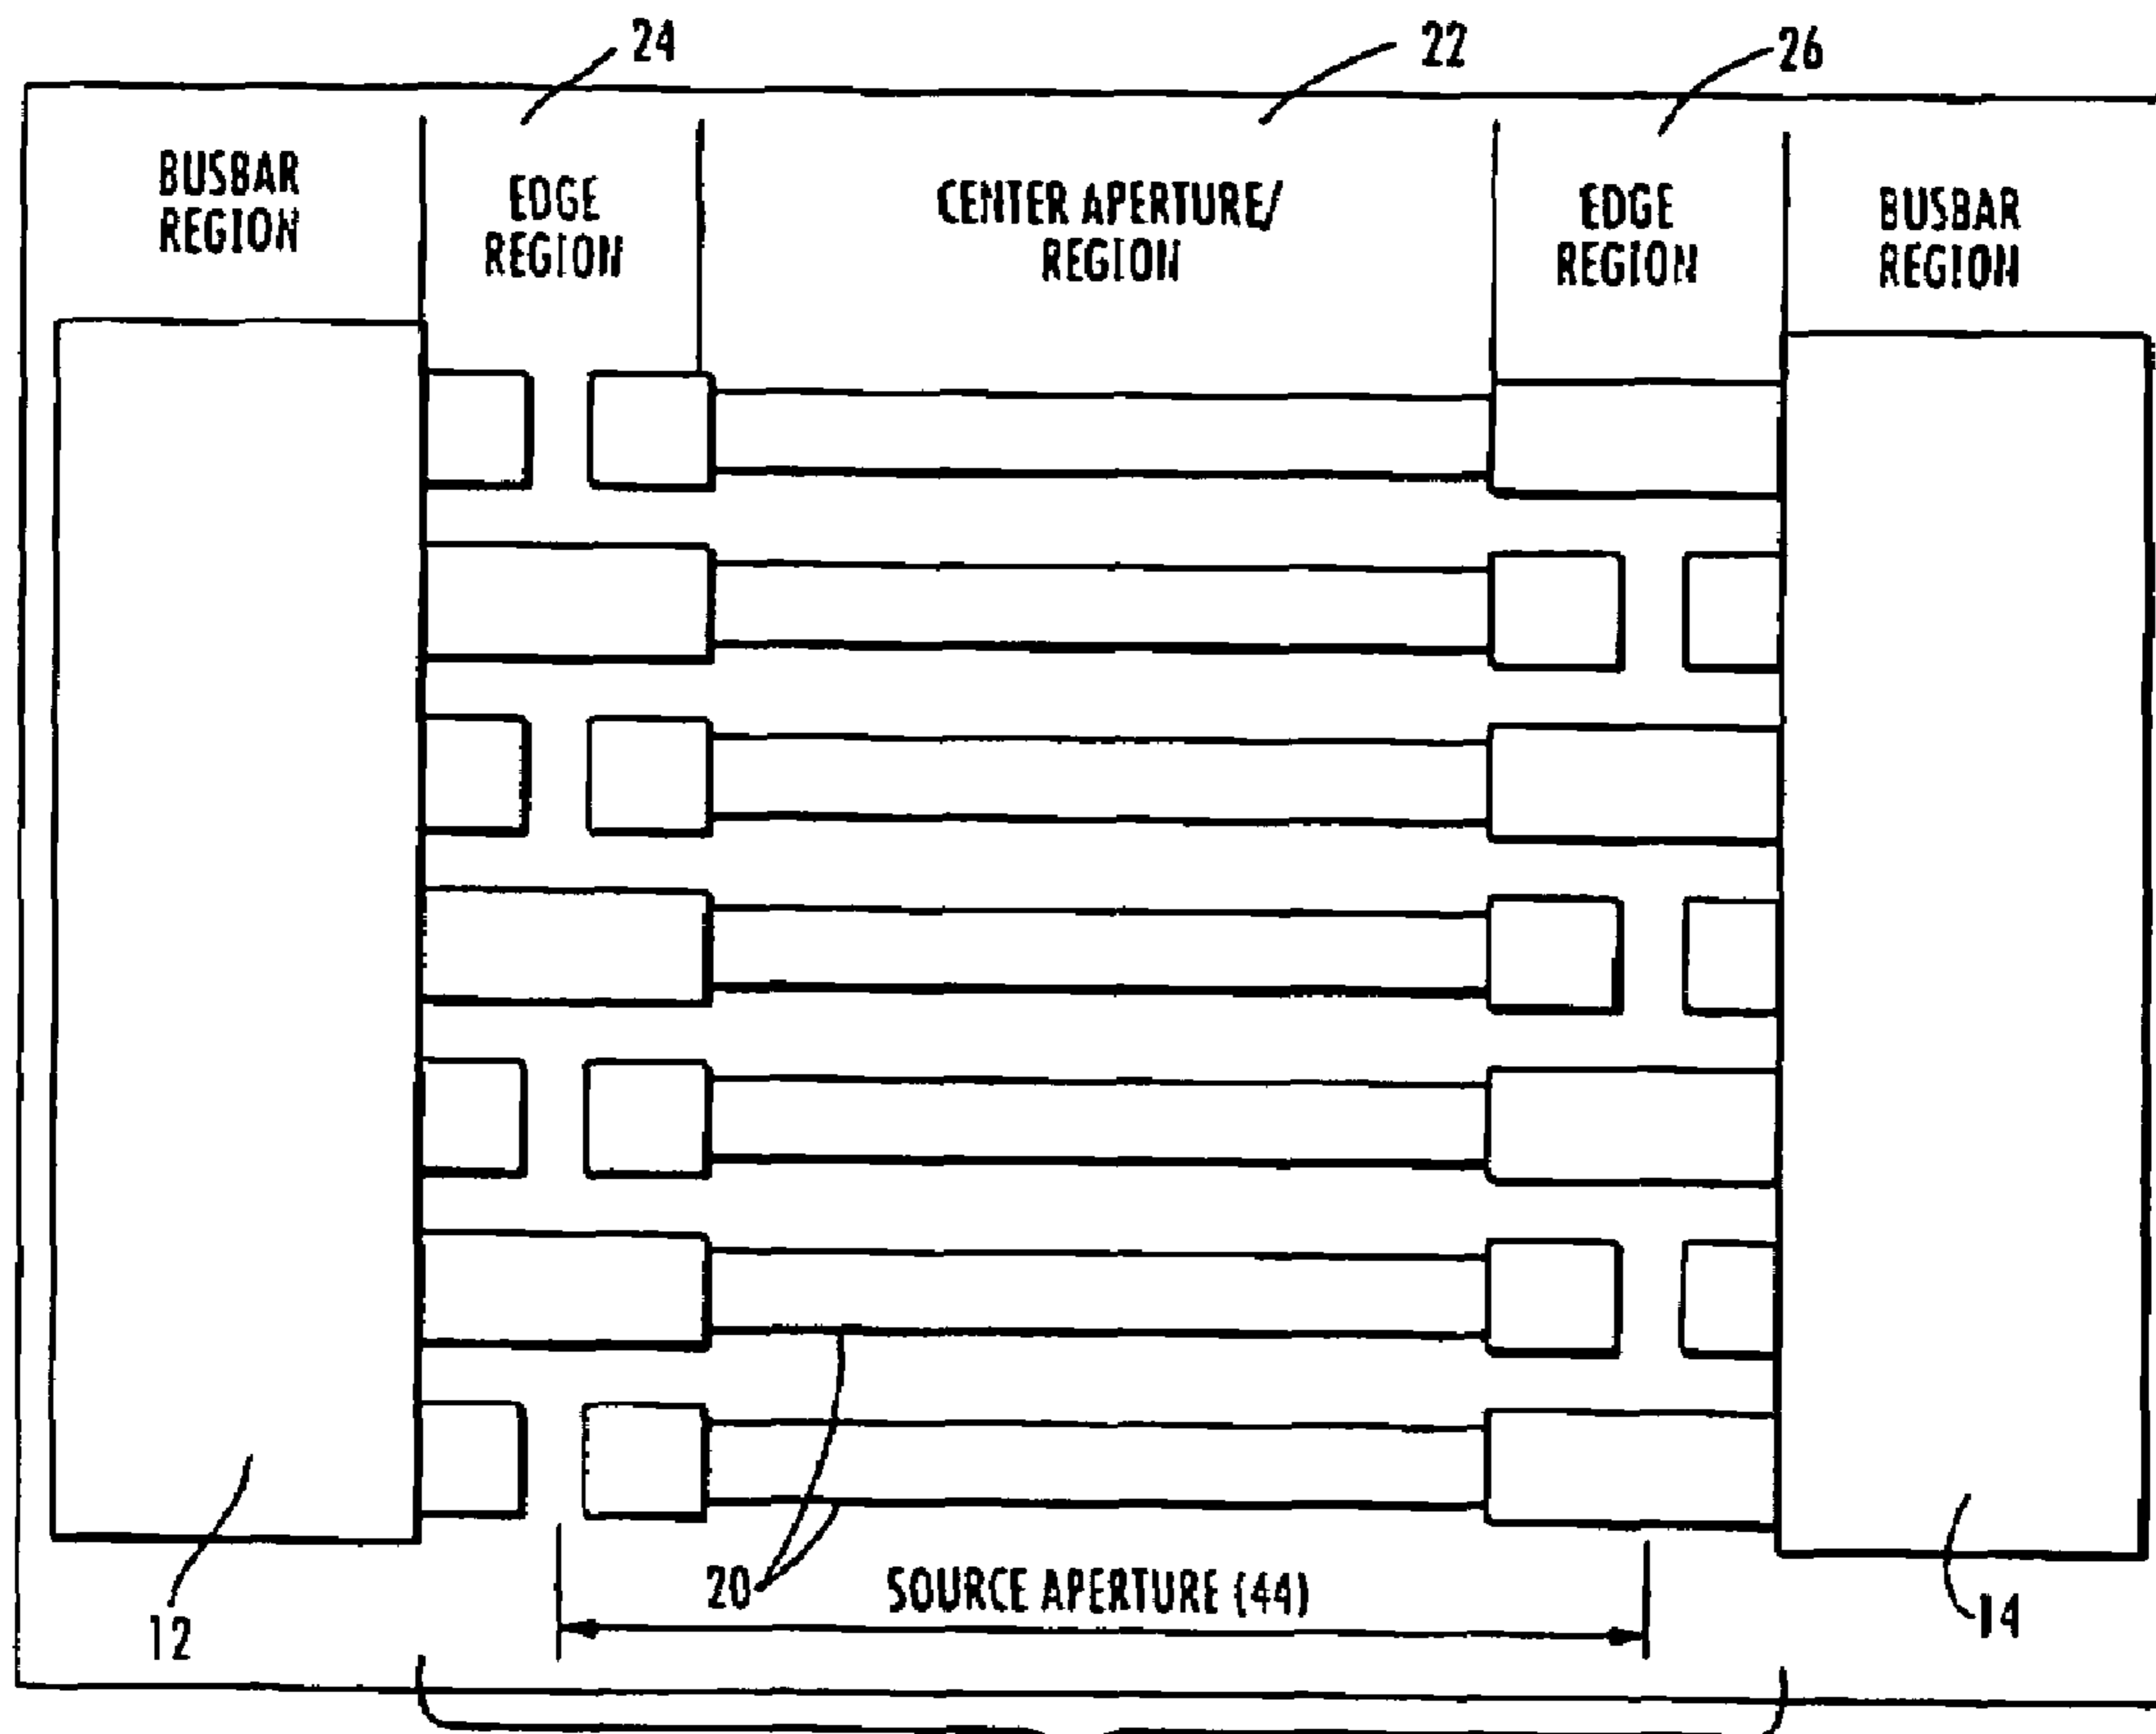 24
22
26
BUSBAR
REGION
EDGE
REGION
CENTER APERTURE/
REGION
EDGE
REGION
BUSBAR
REGION
20
SOURCE APERTURE (44)
12
14